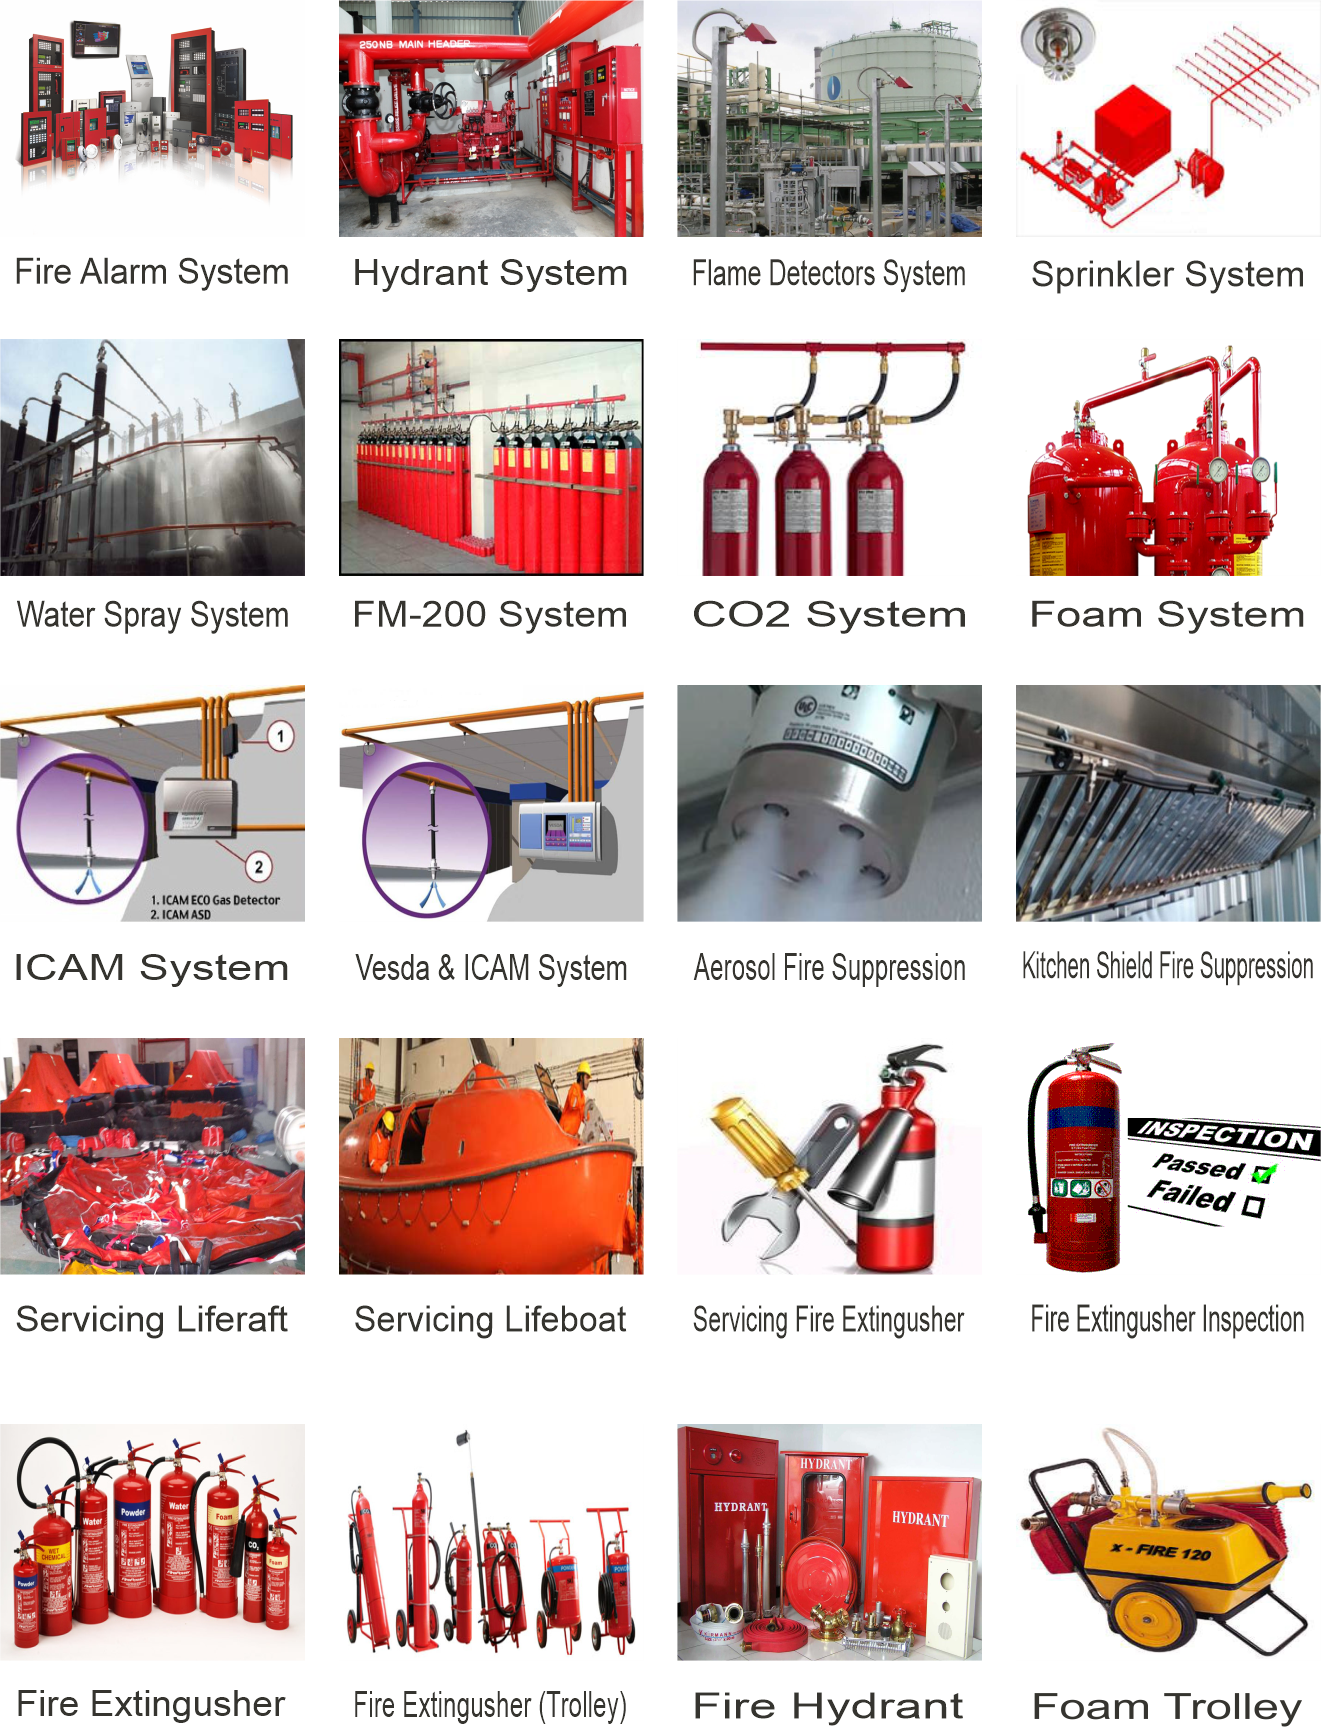 250NB MAIN HEADER
Fire Alarm System
Hydrant System
Flame Detectors System
Sprinkler System
Water Spray System
FM-200 System
CO2 System
Foam System
1
2
1. ICAM ECO Gas Detector
2. ICAM ASD
ICAM System
Vesda & ICAM System
Aerosol Fire Suppression
Kitchen Shield Fire Suppression
INSPECTION
Passed
Failed
Servicing Liferaft
Servicing Lifeboat
Servicing Fire Extingusher
Fire Extingusher Inspection
Powder
WET CHEMICAL
Water
Powder
Water
Foam
CO2
Foam
HYDRANT
HYDRANT
HYDRANT
X - FIRE 120
Fire Extingusher
Fire Extingusher (Trolley)
Fire Hydrant
Foam Trolley